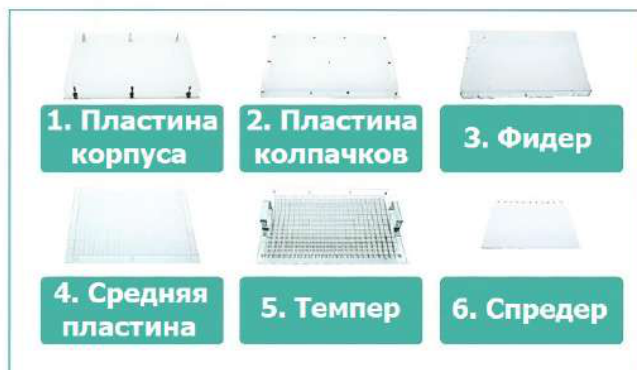 1. Пластина
корпуса
2. Пластина
колпачков
3. Фидер
4. Средняя
пластина
5. Темпер
6. Спредер